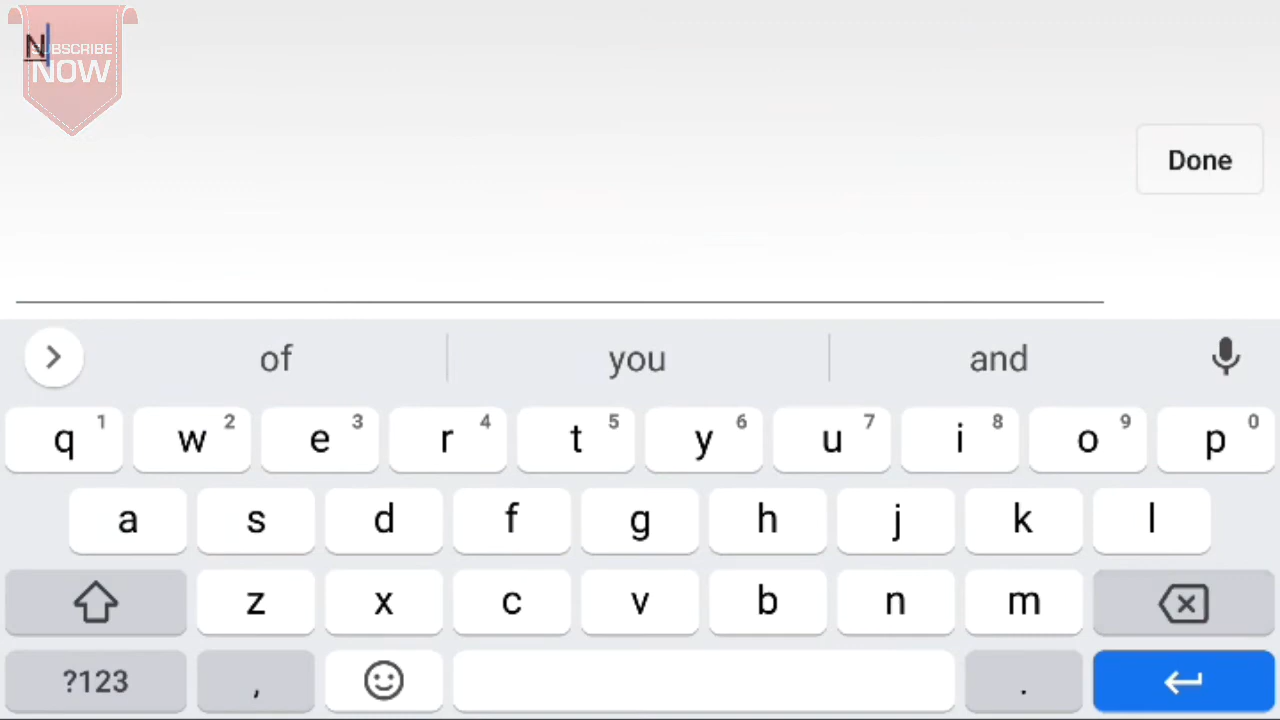 N
SUBSCRIBE
NOW
Done
of you and
q 1 w 2 e 3 r 4 t 5 y 6 u 7 i 8 o 9 p 0
a s d f g h j k l
z x c v b n m
?123 , .